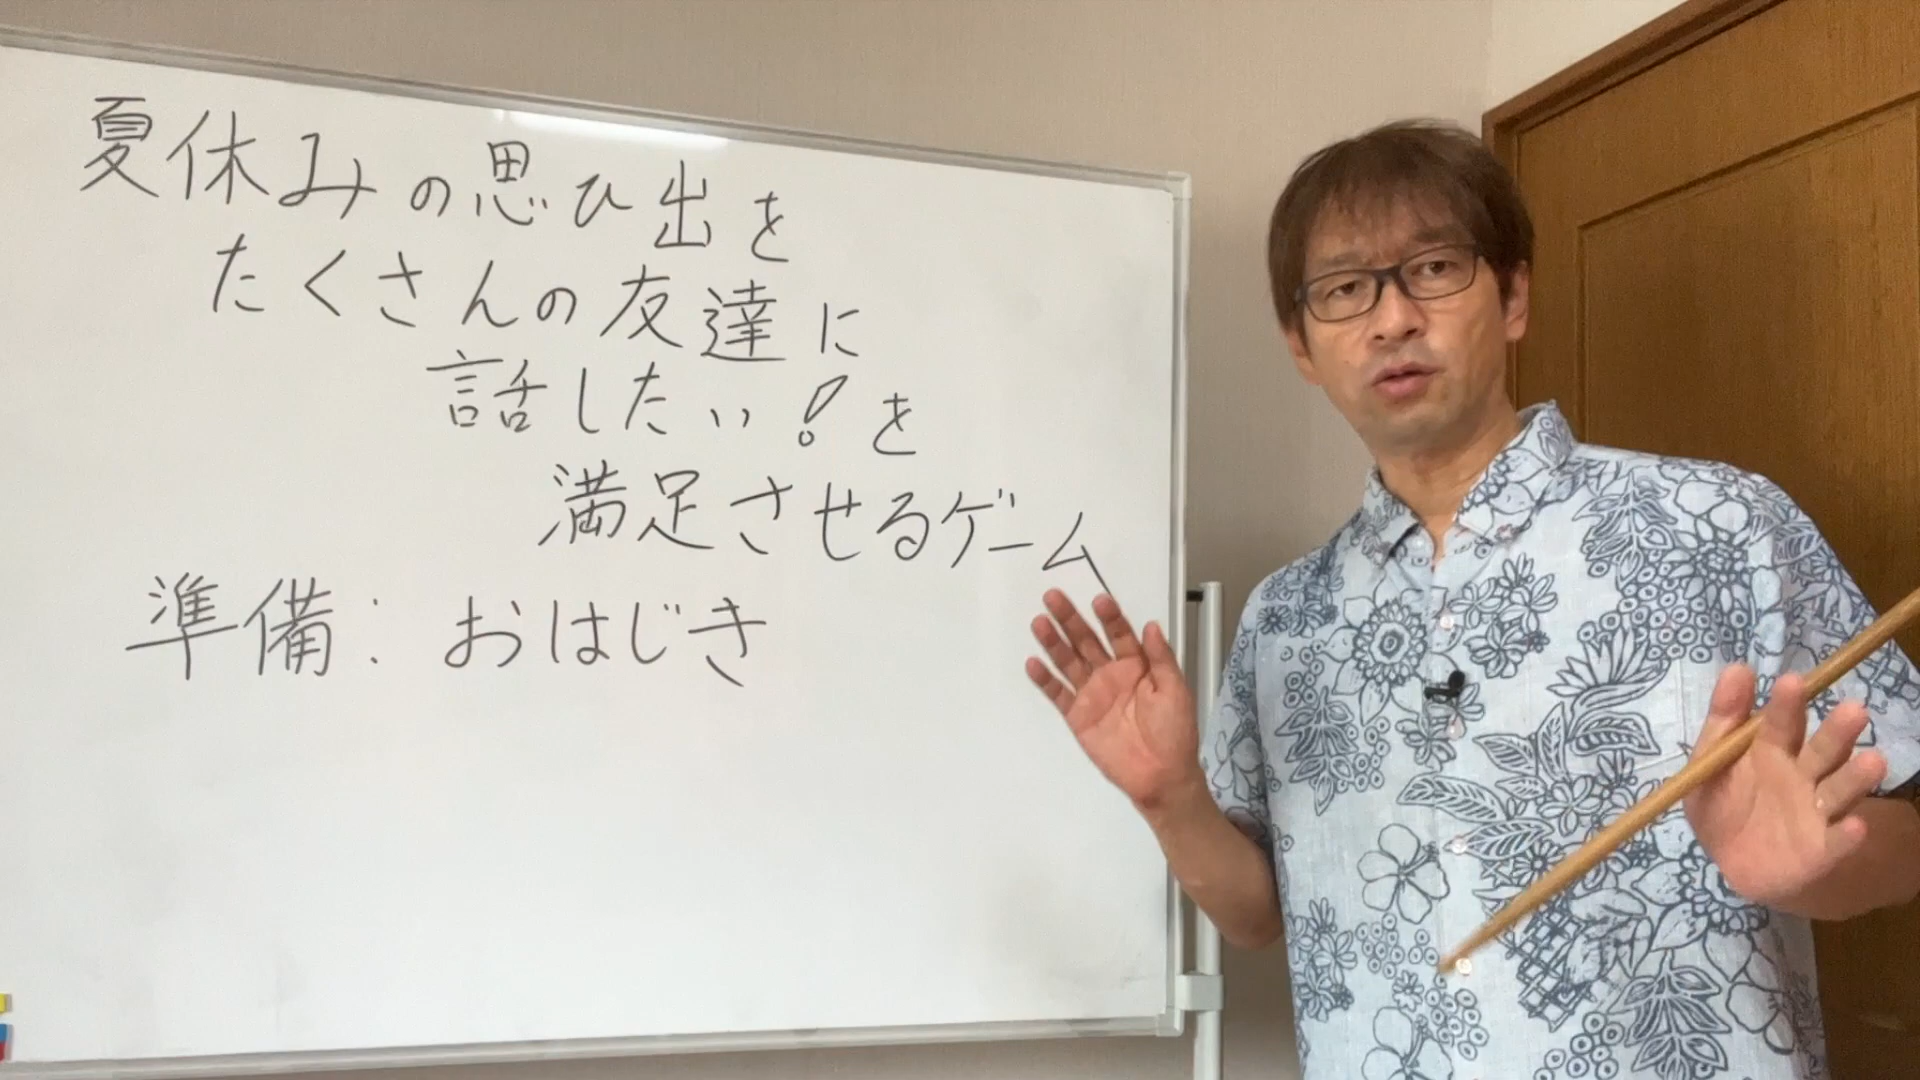 夏休みの思ひ出を
たくさんの友達に
話したい!を
満足させるゲーム
準備:おはじき